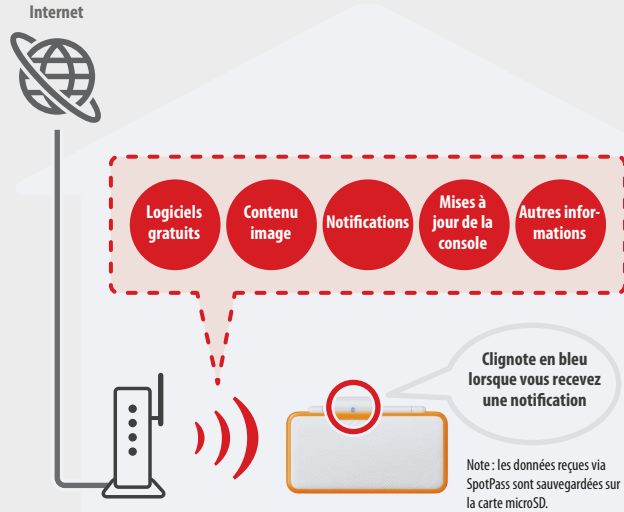 Internet
Logiciels
gratuits
Contenu
image
Notifications
Mises à
jour de la
console
Autres infor-
mations
Clignote en bleu
lorsque vous recevez
une notification
Note : les données reçues via
SpotPass sont sauvegardées sur
la carte microSD.